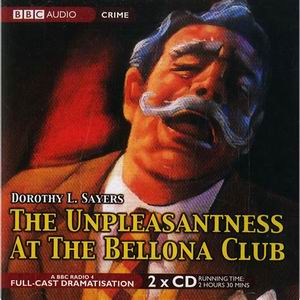 BBC AUDIO
CRIME
DOROTHY L. SAYERS
THE UNPLEASANTNESS
AT THE BELLONA CLUB
A BBC RADIO 4
FULL-CAST DRAMATISATION
2 x CD
RUNNING TIME:
2 HOURS 30 MINS